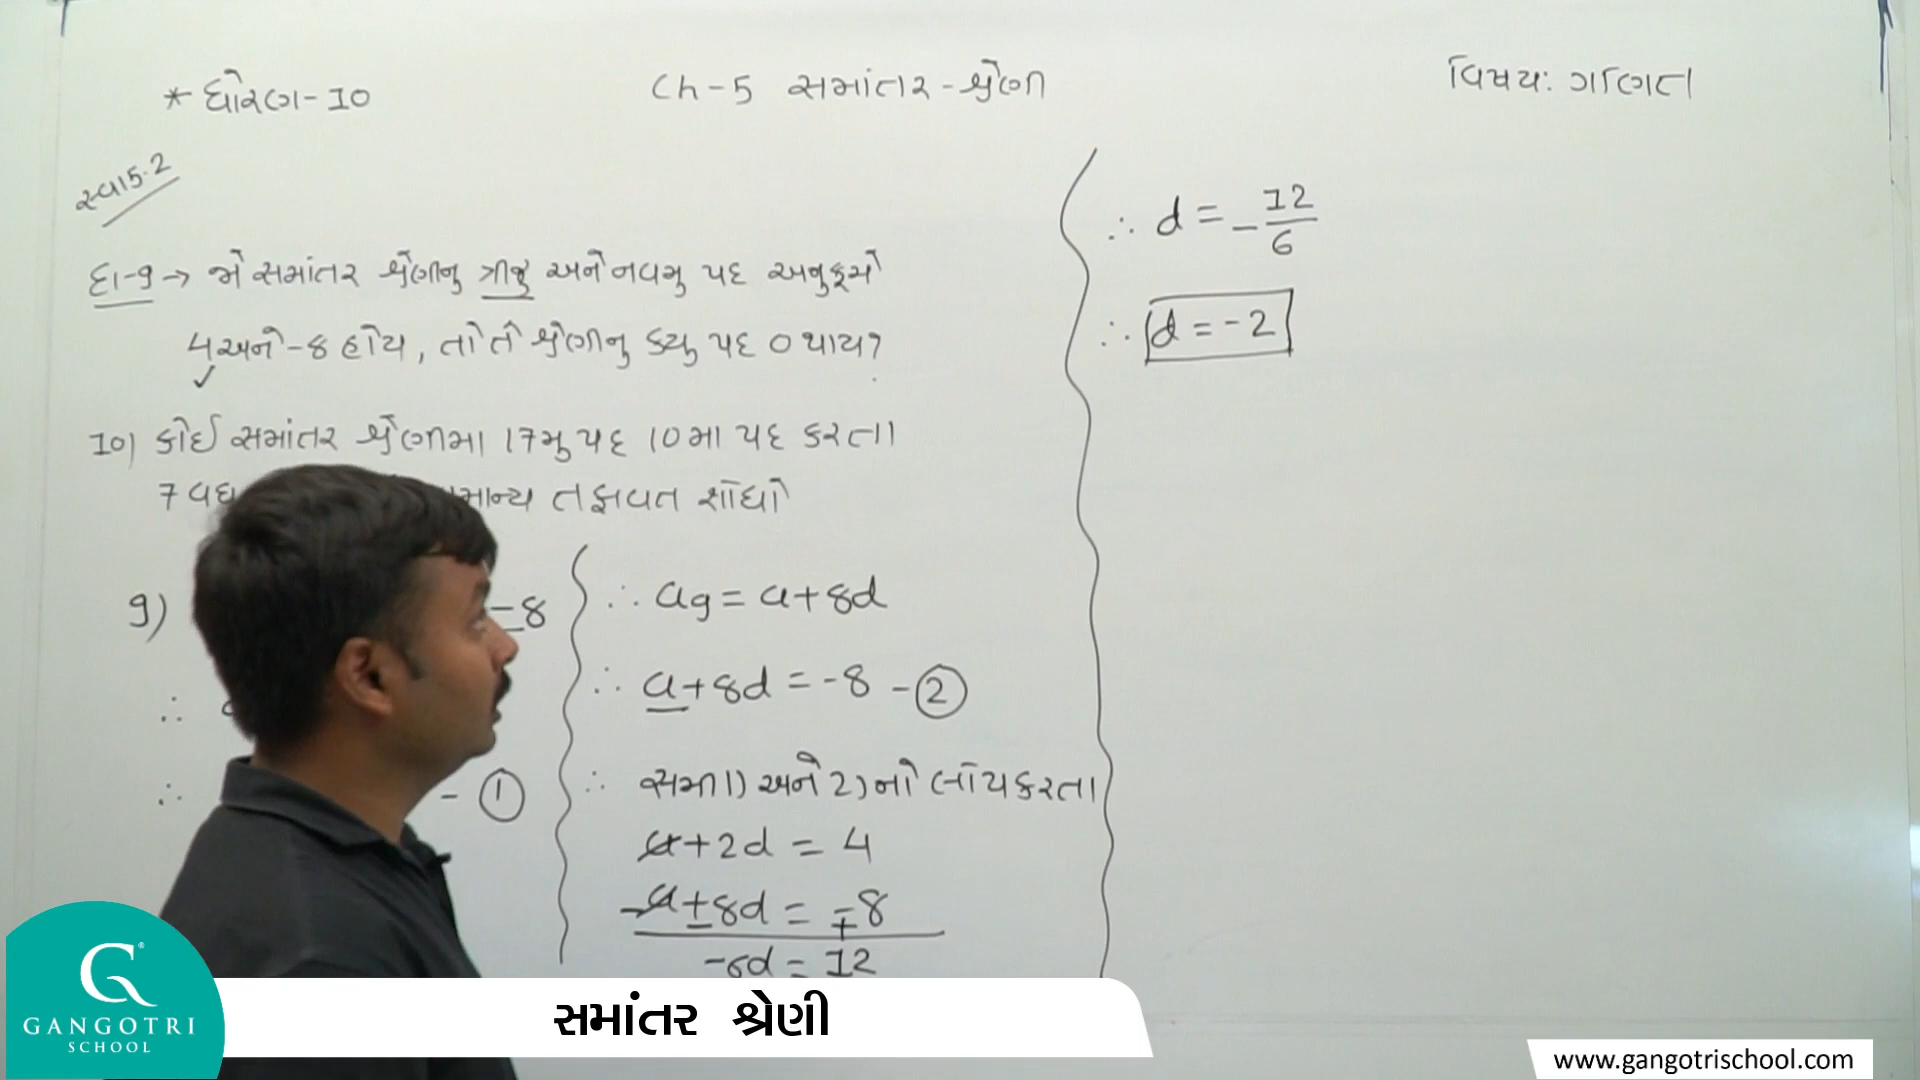 * ધોરણ-10
Ch-5 સમાંતર-શ્રેણી
વિષય: ગણિત
સ્વા5.2
દા-9→ જો સમાંતર શ્રેણીનુ ત્રીજુ અને નવમુ પદ અનુક્રમે
4 અને -8 હોય, તો તે શ્રેણીનુ કયુ પદ 0 થાય?
10) કોઈ સમાંતર શ્રેણીમા 17મુ પદ 10મા પદ કરતા
7 વધ માન્ય તફાવત શોધો
9) -8
∴
∴ - ①
∴ a9 = a+8d
∴ a+8d = -8 - ②
∴ સમી1) અને 2) નો લોપ કરતા
a+2d = 4
-a±8d = ∓8
-6d = 12
∴ d = -12/6
∴ d = -2
GANGOTRI
SCHOOL
સમાંતર શ્રેણી
www.gangotrischool.com